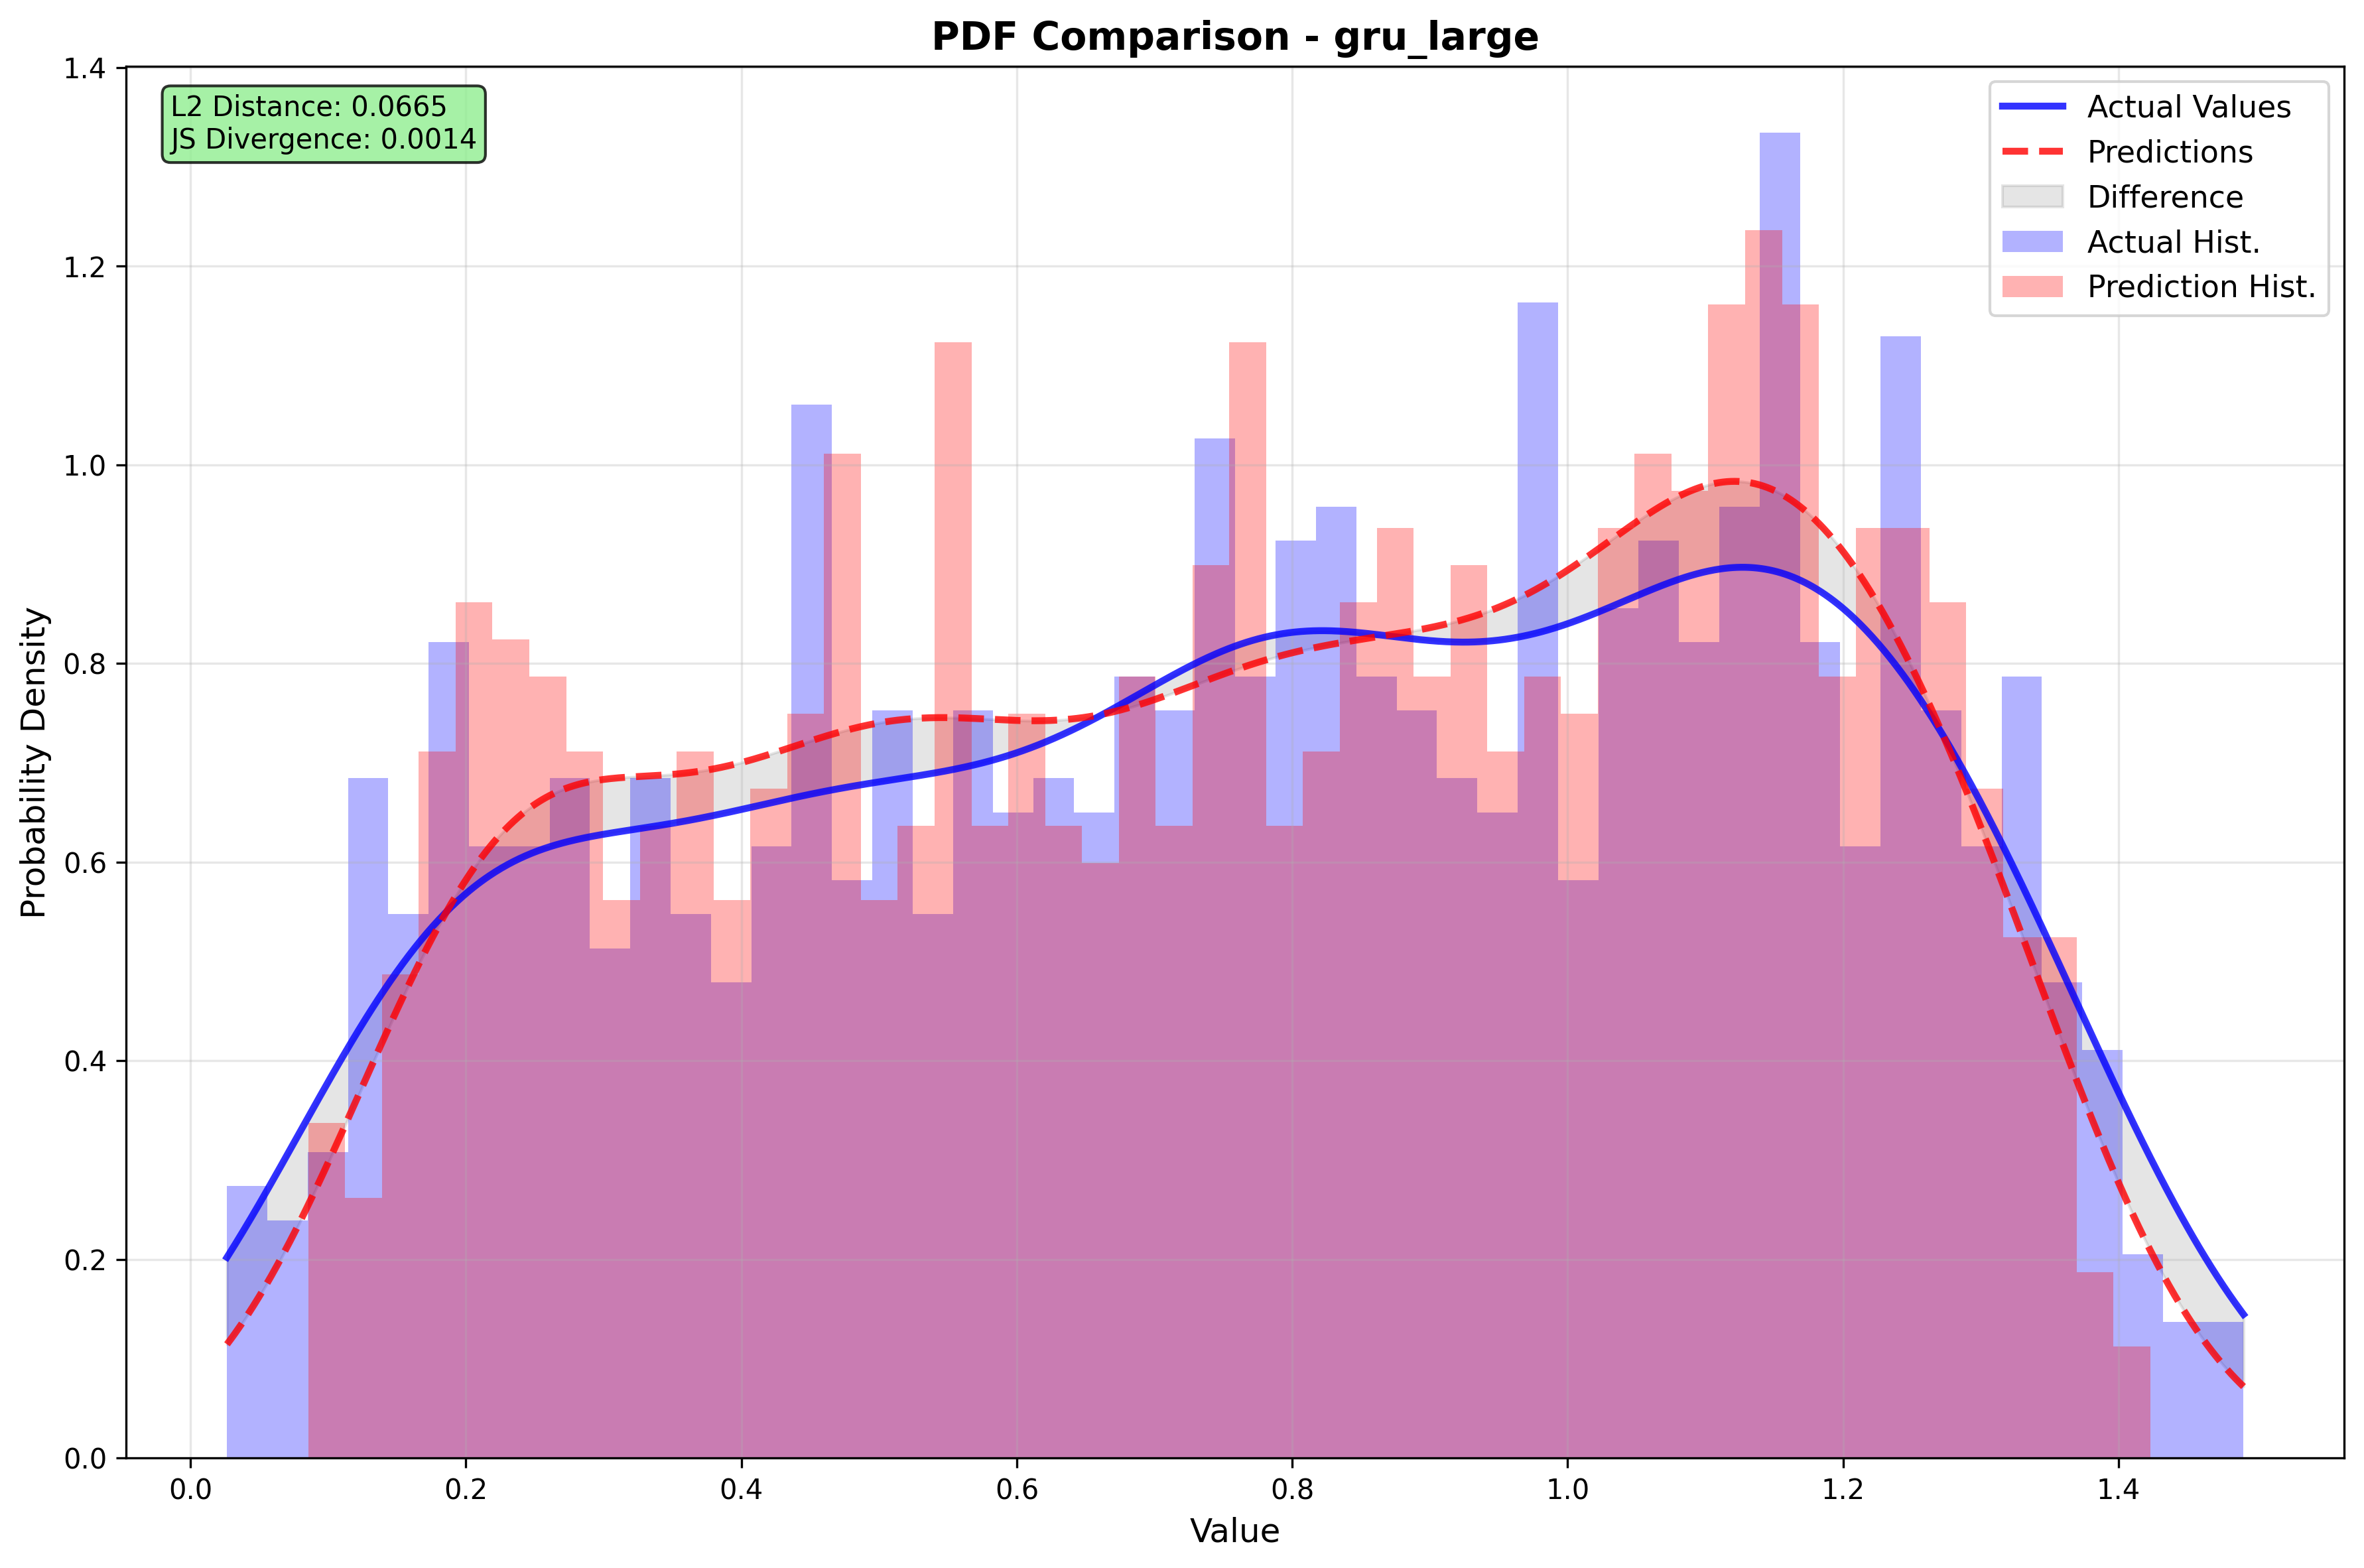 PDF Comparison - gru_large
L2 Distance: 0.0665
JS Divergence: 0.0014
Actual Values
Predictions
Difference
Actual Hist.
Prediction Hist.
Probability Density
1.4
1.2
1.0
0.8
0.6
0.4
0.2
0.0
0.0 0.2 0.4 0.6 0.8 1.0 1.2 1.4
Value